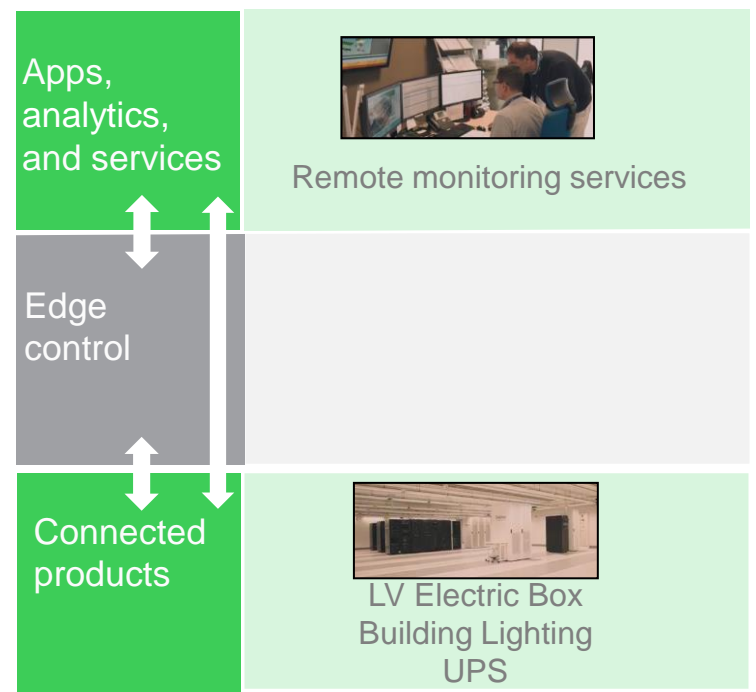 Apps,
analytics,
and services
Remote monitoring services
Edge
control
Connected
products
LV Electric Box
Building Lighting
UPS